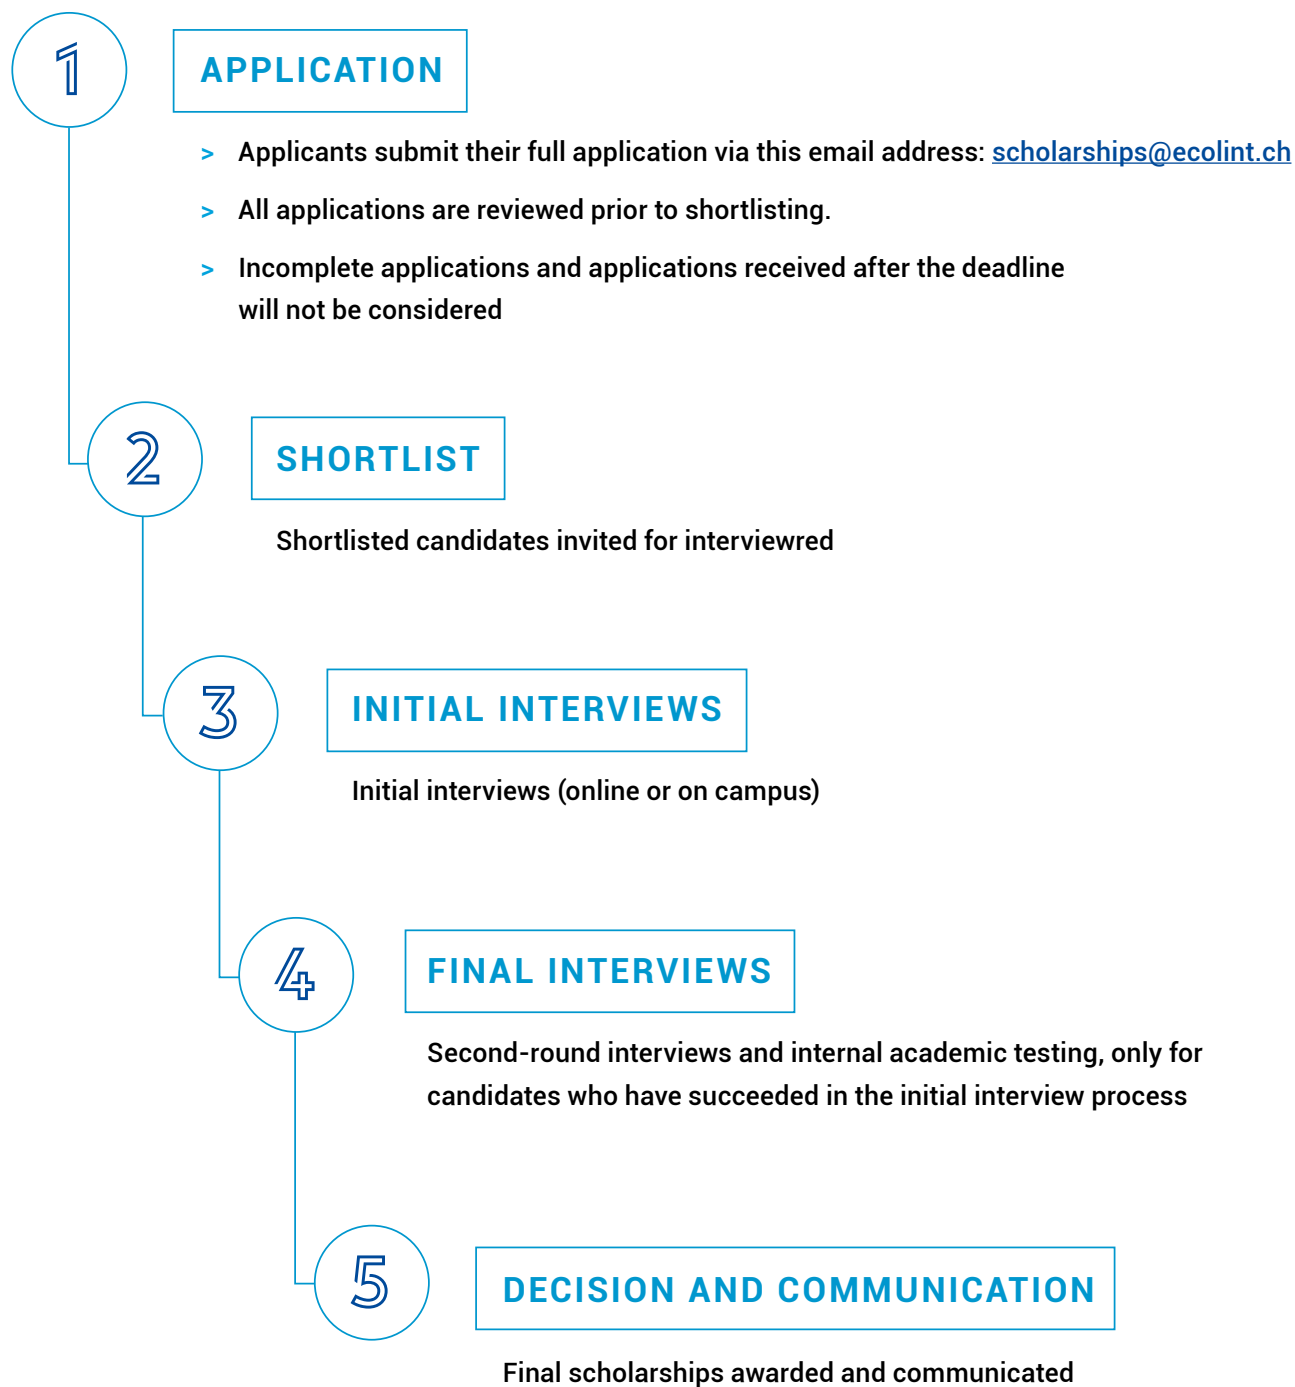 1
APPLICATION
> Applicants submit their full application via this email address: scholarships@ecolint.ch
> All applications are reviewed prior to shortlisting.
> Incomplete applications and applications received after the deadline
will not be considered
2
SHORTLIST
Shortlisted candidates invited for interviewred
3
INITIAL INTERVIEWS
Initial interviews (online or on campus)
4
FINAL INTERVIEWS
Second-round interviews and internal academic testing, only for
candidates who have succeeded in the initial interview process
5
DECISION AND COMMUNICATION
Final scholarships awarded and communicated